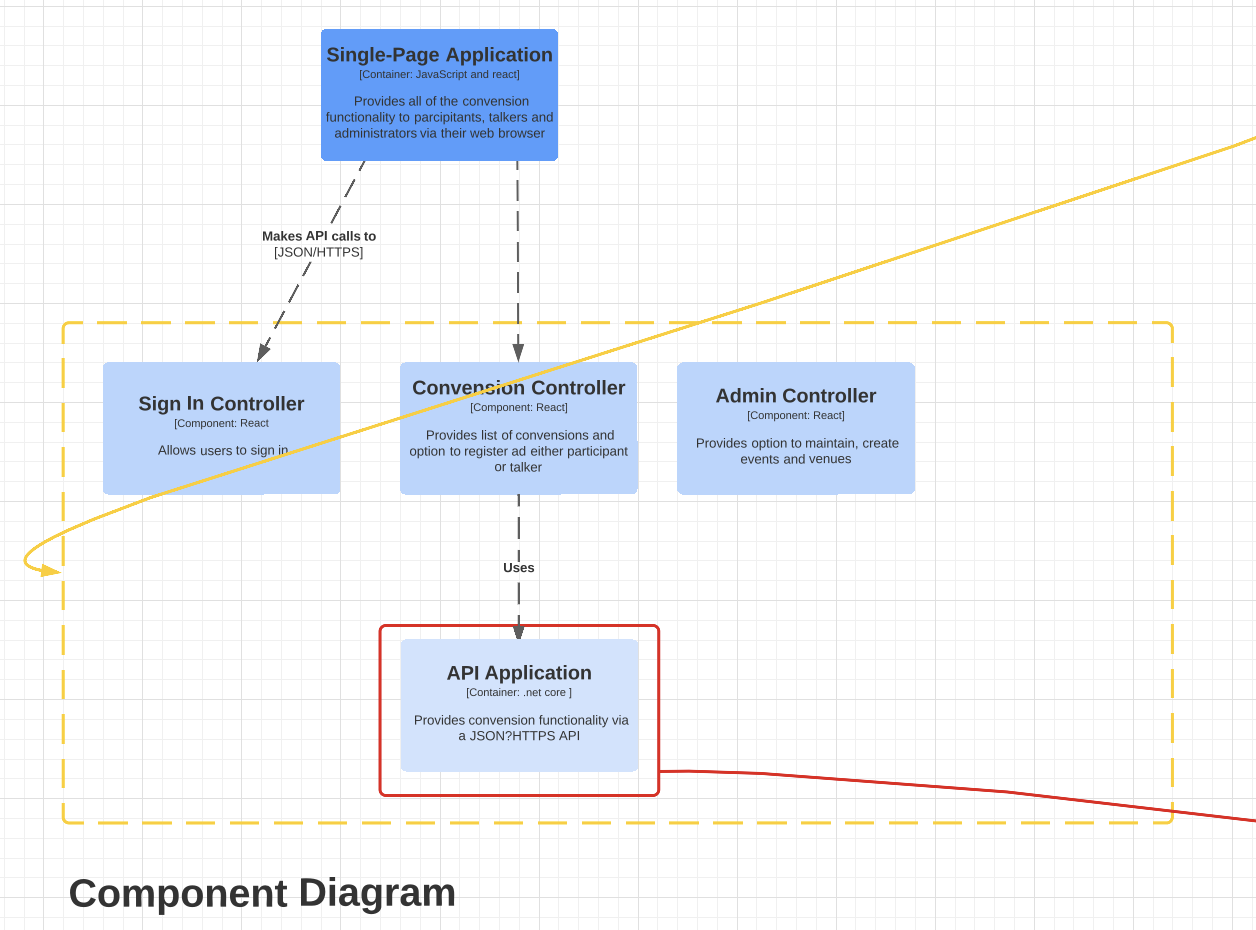 Single-Page Application
[Container: JavaScript and react]
Provides all of the convension
functionality to parcipitants, talkers and
administrators via their web browser
Makes API calls to
[JSON/HTTPS]
Sign In Controller
[Component: React
Allows users to sign in
Convension Controller
[Component: React]
Provides list of convensions and
option to register ad either participant
or talker
Admin Controller
[Component: React]
Provides option to maintain, create
events and venues
Uses
API Application
[Container: .net core ]
Provides convension functionality via
a JSON?HTTPS API
Component Diagram